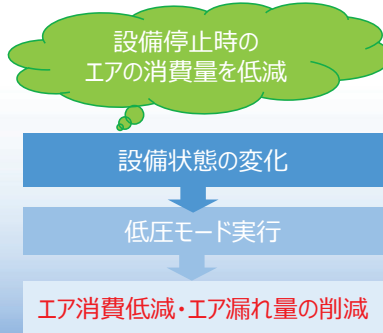 設備停止時の
エアの消費量を低減
設備状態の変化
低圧モード実行
エア消費低減・エア漏れ量の削減